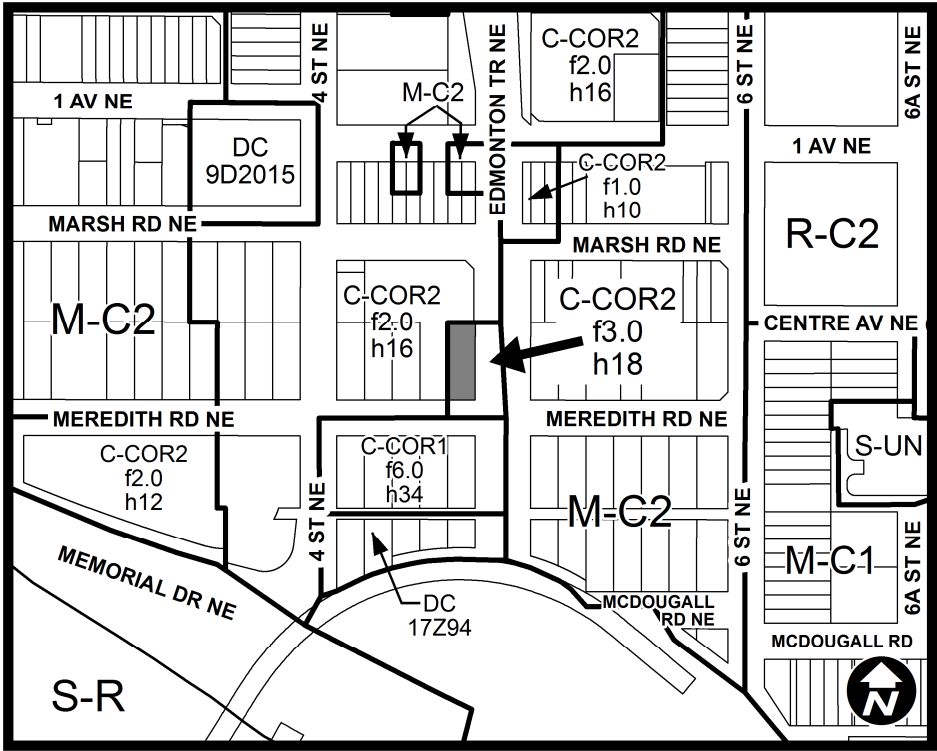 4 ST NE
EDMONTON TR NE
C-COR2
f2.0
h16
6 ST NE
6A ST NE
1 AV NE
M-C2
DC
9D2015
1 AV NE
C-COR2
f1.0
h10
MARSH RD NE
MARSH RD NE
R-C2
M-C2
C-COR2
f2.0
h16
C-COR2
f3.0
h18
CENTRE AV NE
MEREDITH RD NE
MEREDITH RD NE
C-COR2
f2.0
h12
C-COR1
f6.0
h34
S-UN
4 ST NE
M-C2
6 ST NE
M-C1
6A ST NE
MEMORIAL DR NE
DC
17Z94
MCDOUGALL
RD NE
MCDOUGALL RD
S-R
N